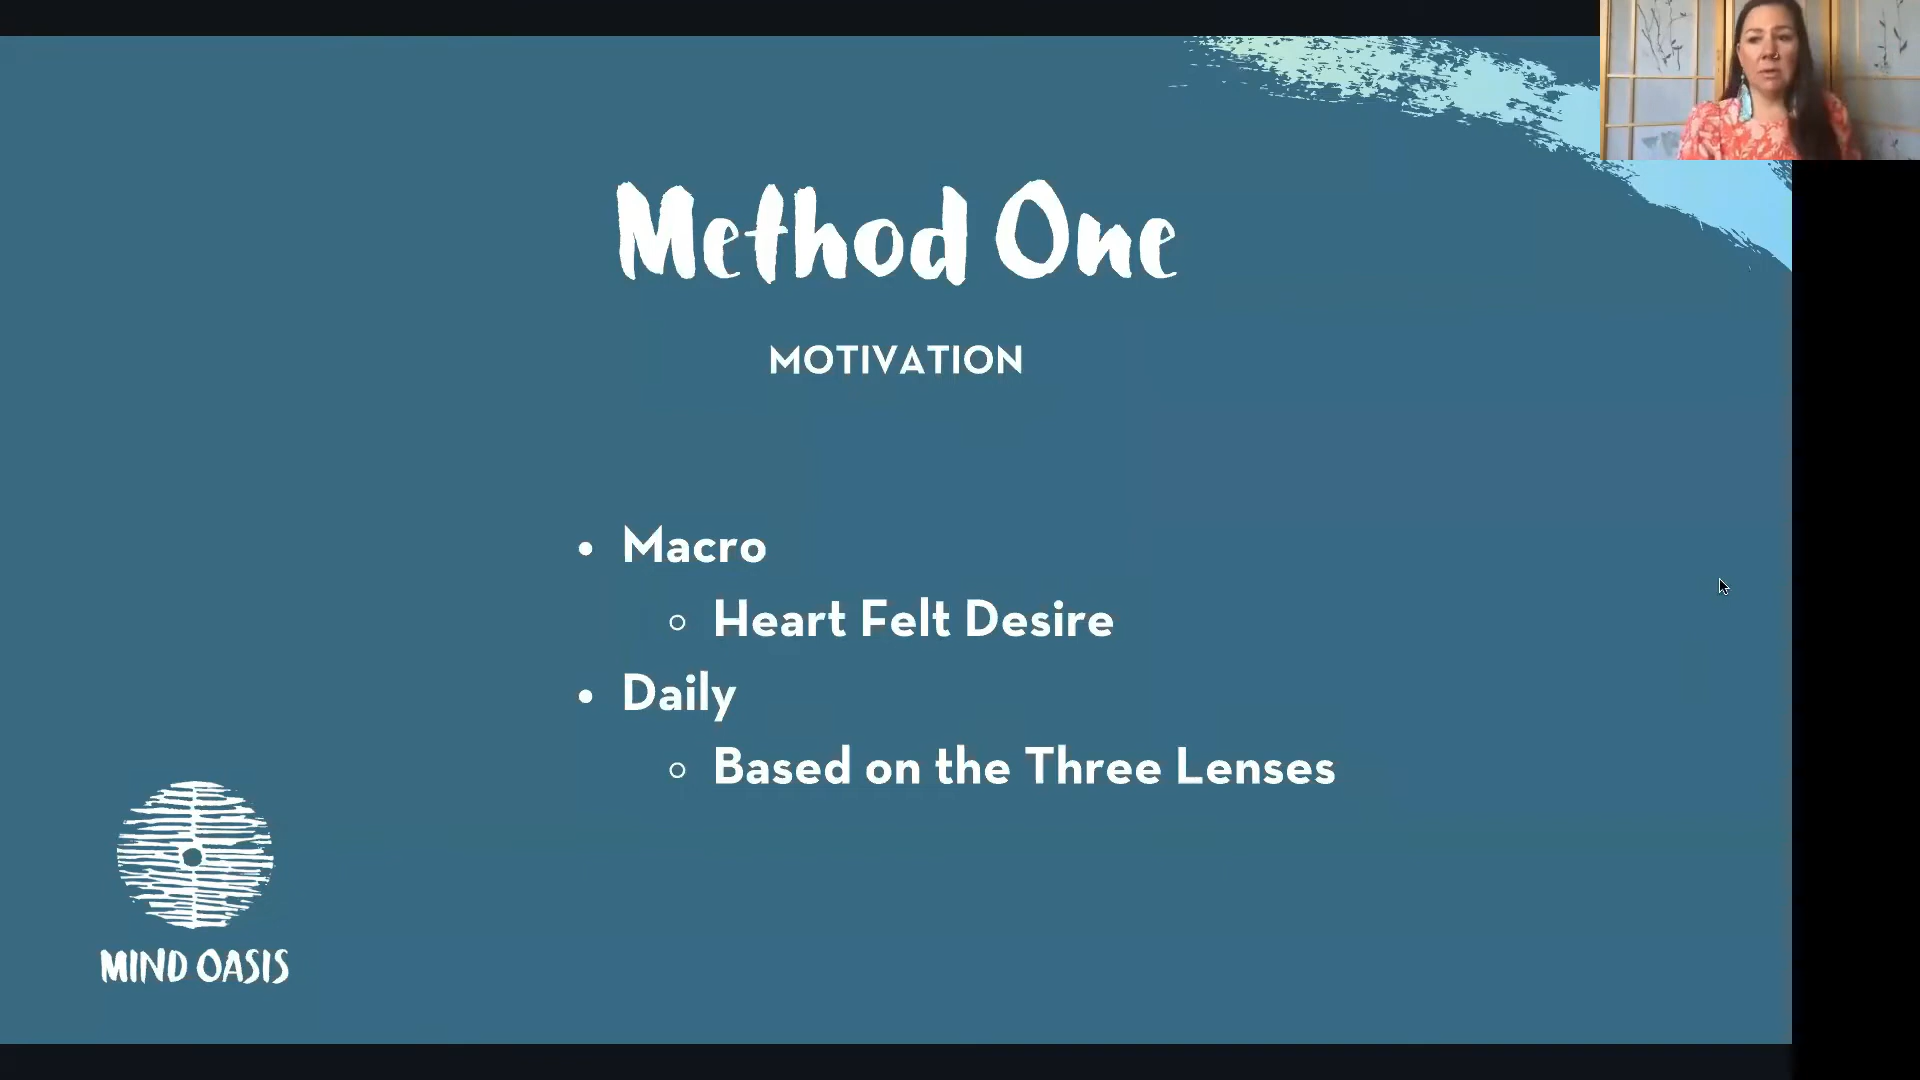 Method One
MOTIVATION
• Macro
○ Heart Felt Desire
• Daily
○ Based on the Three Lenses
MIND OASIS